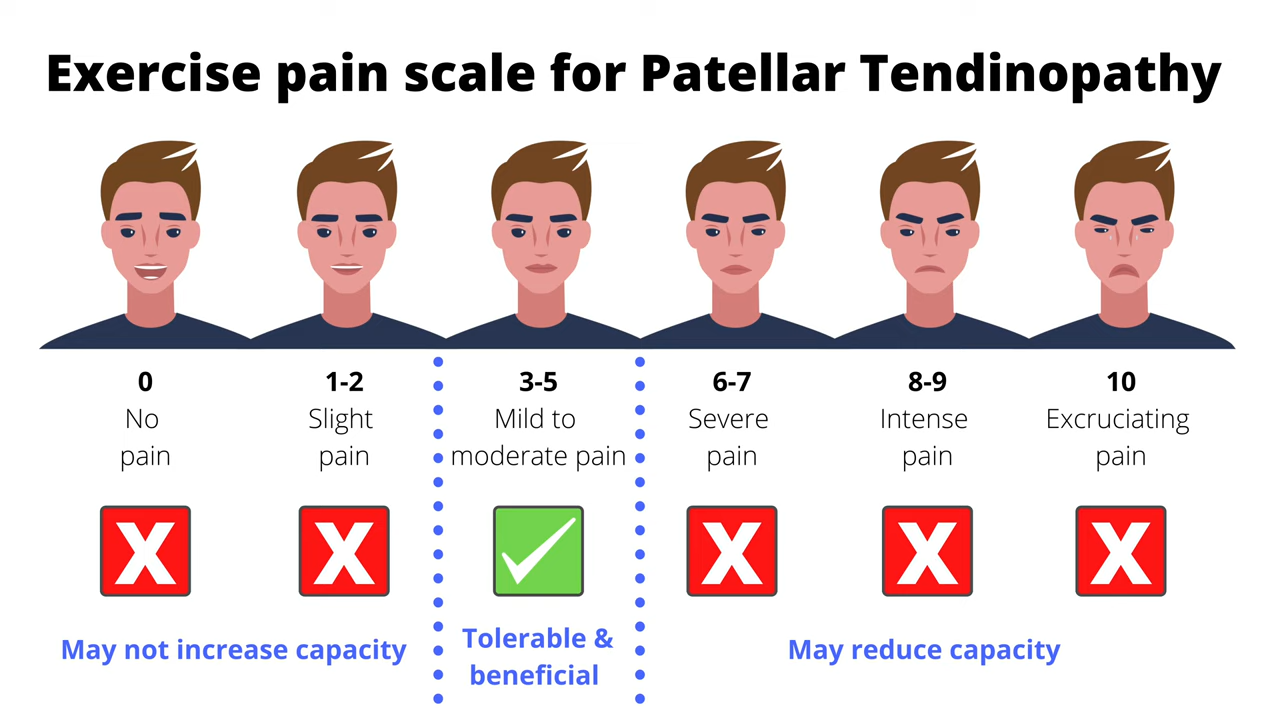 Exercise pain scale for Patellar Tendinopathy
0
No
pain
1-2
Slight
pain
3-5
Mild to
moderate pain
6-7
Severe
pain
8-9
Intense
pain
10
Excruciating
pain
X
X
X
X
X
May not increase capacity
Tolerable &
beneficial
May reduce capacity